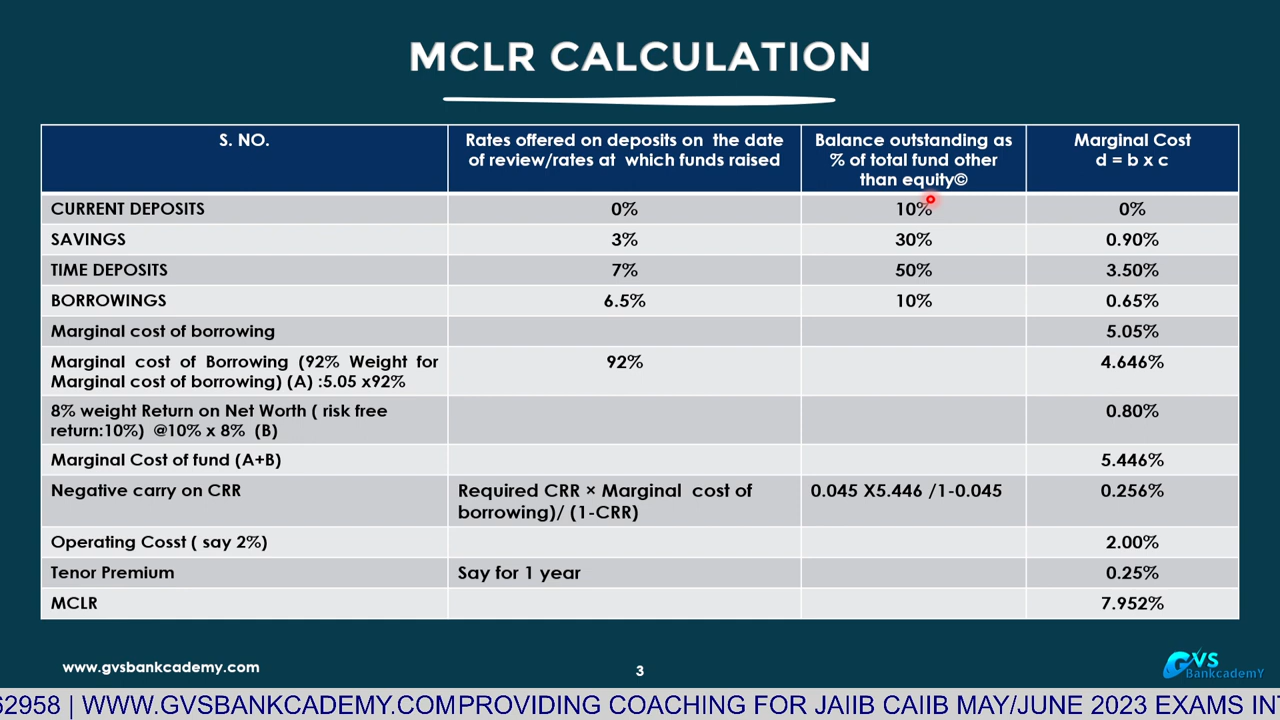 MCLR CALCULATION
S. NO.
Rates offered on deposits on the date
of review/rates at which funds raised
Balance outstanding as
% of total fund other
than equity©
Marginal Cost
d = b x c
CURRENT DEPOSITS
0%
10%
0%
SAVINGS
3%
30%
0.90%
TIME DEPOSITS
7%
50%
3.50%
BORROWINGS
6.5%
10%
0.65%
Marginal cost of borrowing
5.05%
Marginal cost of Borrowing (92% Weight for
Marginal cost of borrowing) (A) :5.05 x92%
92%
4.646%
8% weight Return on Net Worth ( risk free
return:10%) @10% x 8% (B)
0.80%
Marginal Cost of fund (A+B)
5.446%
Negative carry on CRR
Required CRR × Marginal cost of
borrowing)/ (1-CRR)
0.045 X5.446 /1-0.045
0.256%
Operating Cosst ( say 2%)
2.00%
Tenor Premium
Say for 1 year
0.25%
MCLR
7.952%
www.gvsbankcademy.com
3
GVS
BankcademY
62958 | WWW.GVSBANKCADEMY.COMPROVIDING COACHING FOR JAIIB CAIIB MAY/JUNE 2023 EXAMS IN